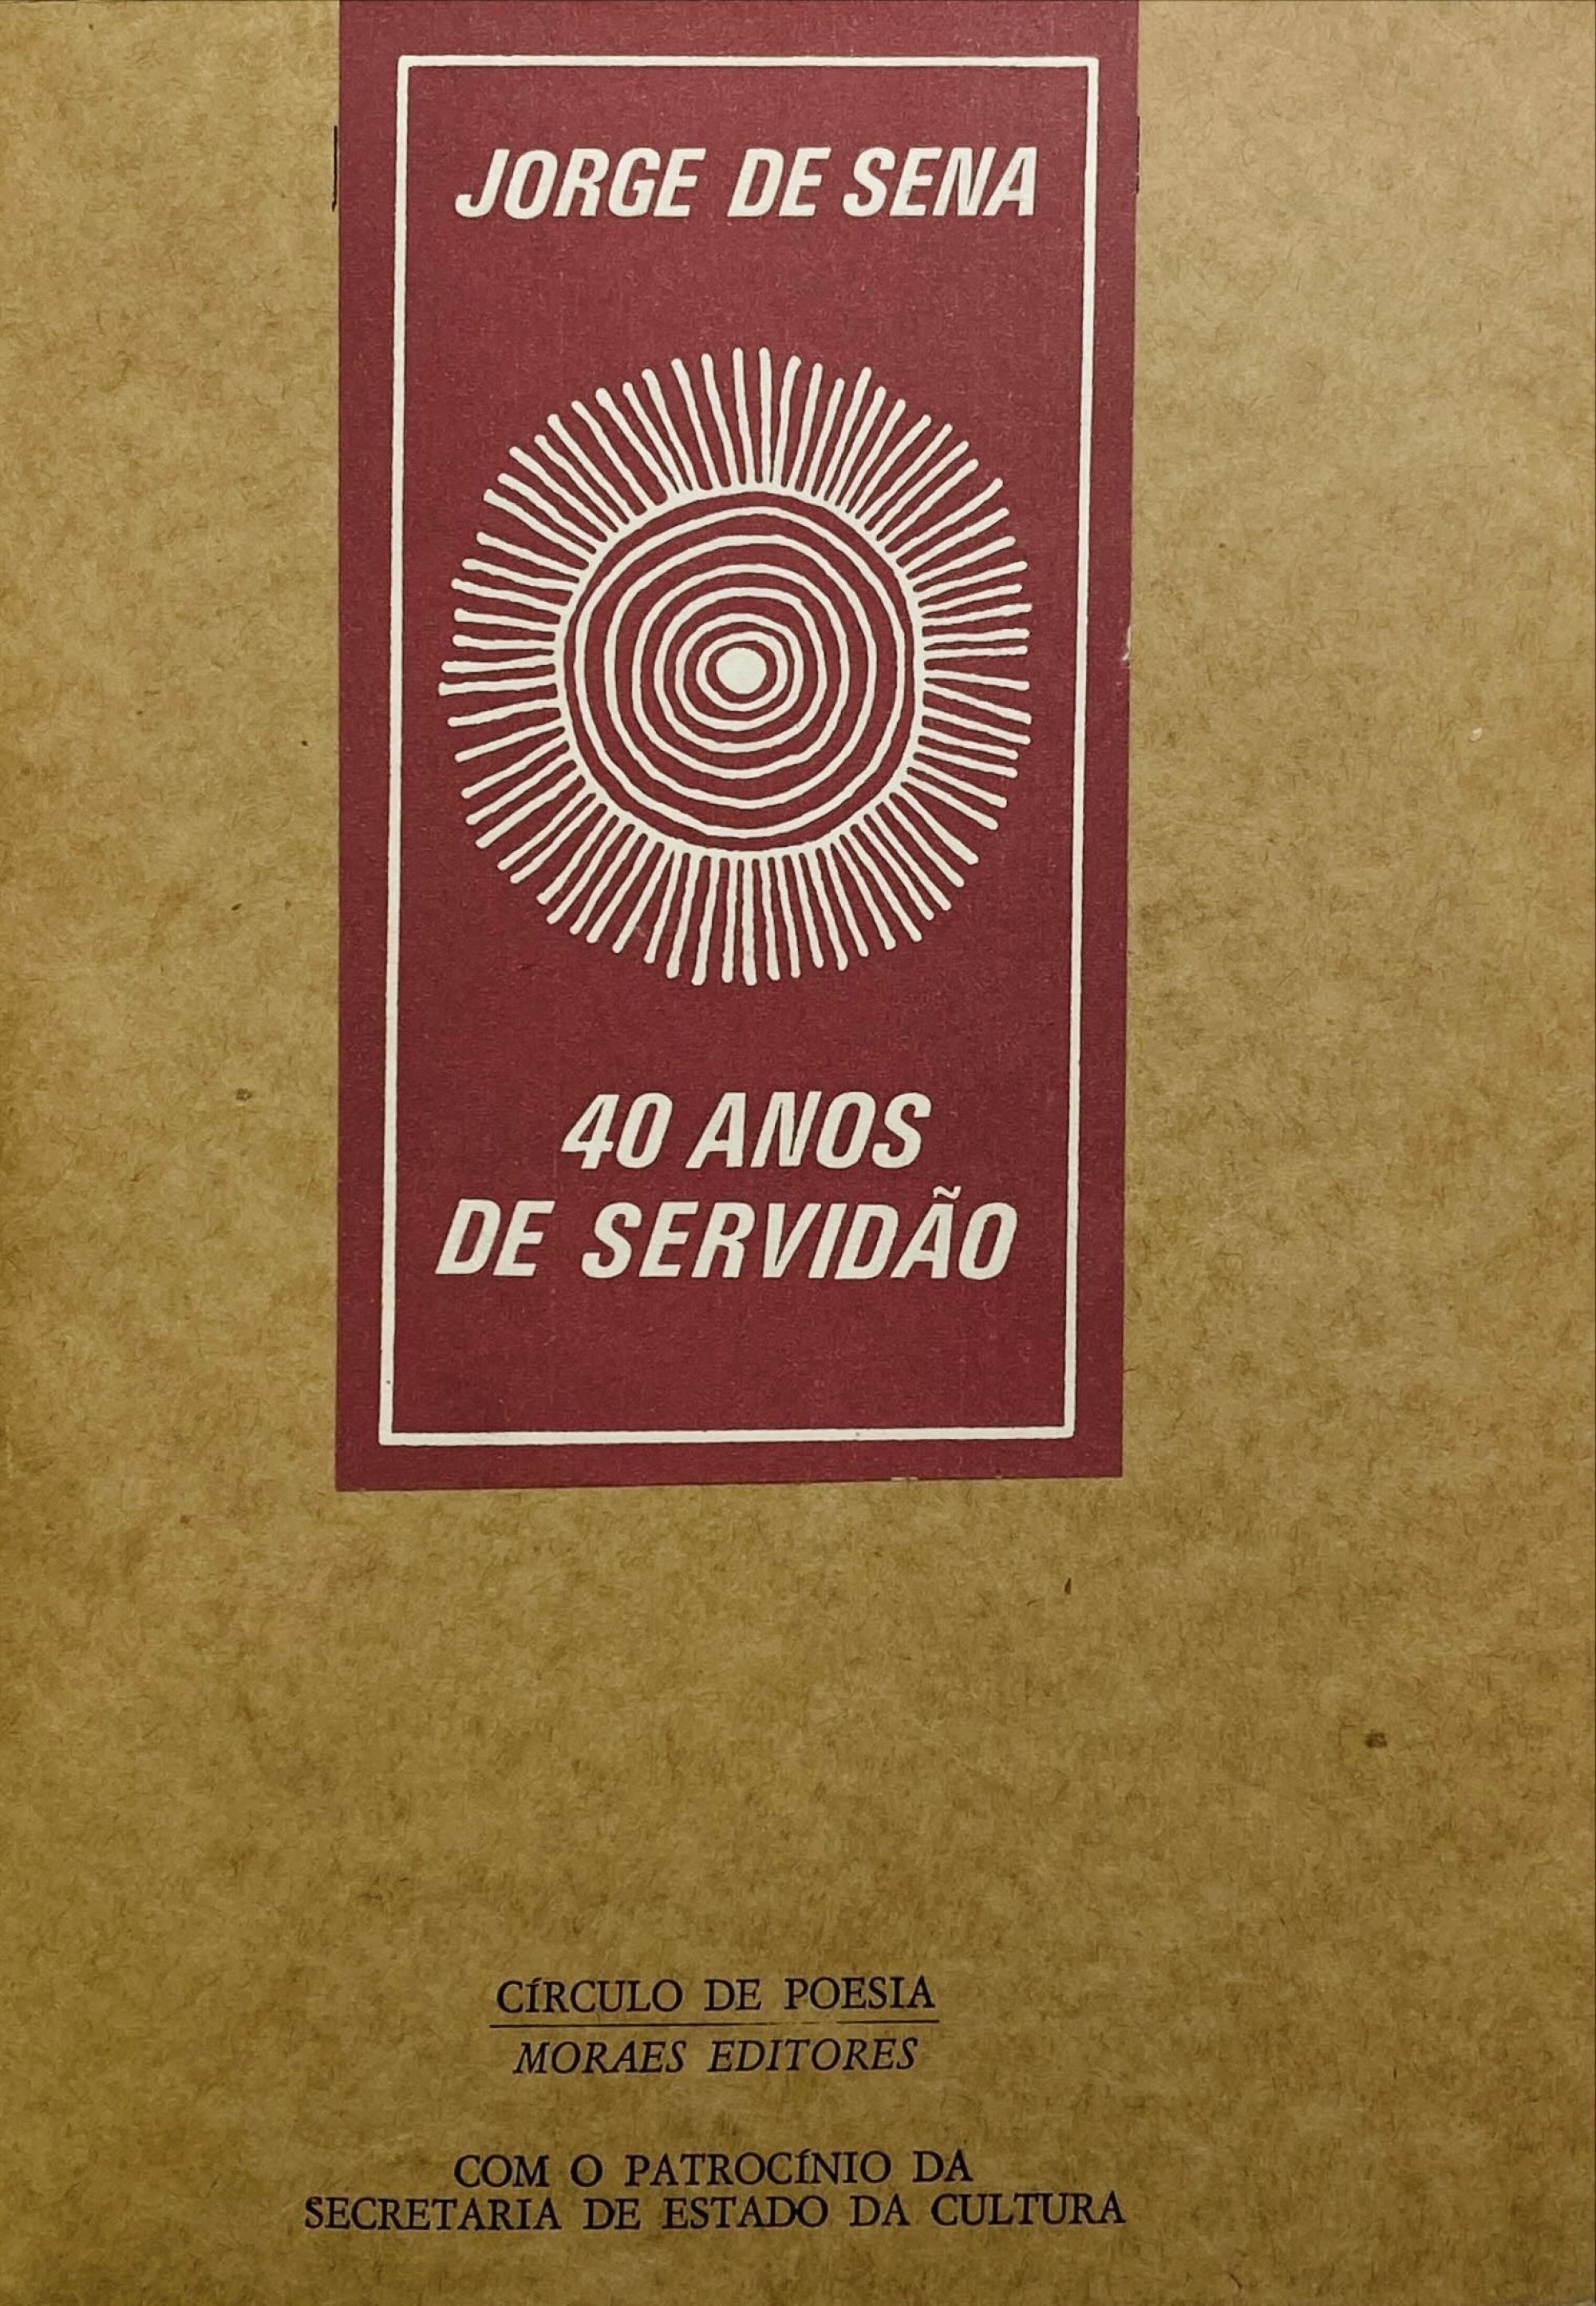 JORGE DE SENA
40 ANOS
DE SERVIDÃO
CÍRCULO DE POESIA
MORAES EDITORES
COM O PATROCÍNIO DA
SECRETARIA DE ESTADO DA CULTURA